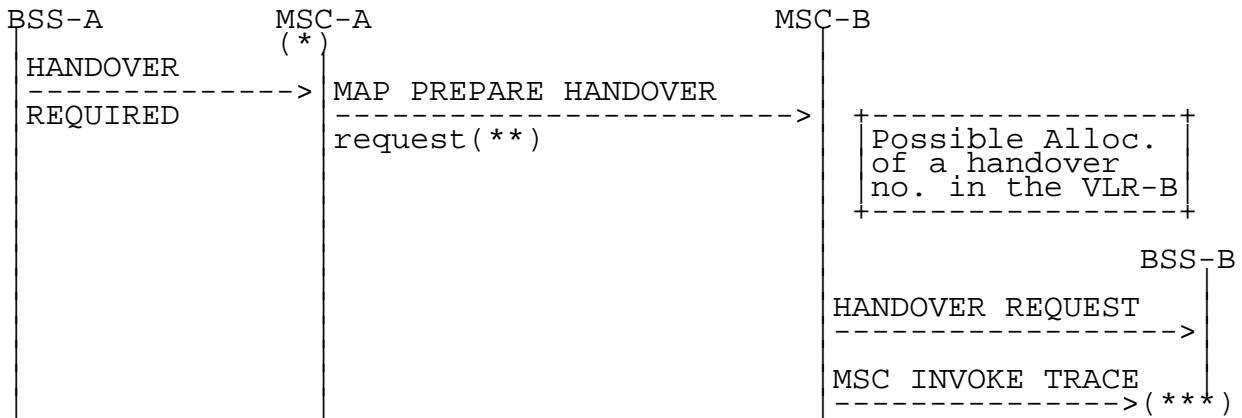 BSS-A MSC-A MSC-B
(*)
HANDOVER
REQUIRED
MAP PREPARE HANDOVER
request(**)
Possible Alloc.
of a handover
no. in the VLR-B
BSS-B
HANDOVER REQUEST
MSC INVOKE TRACE
(***)